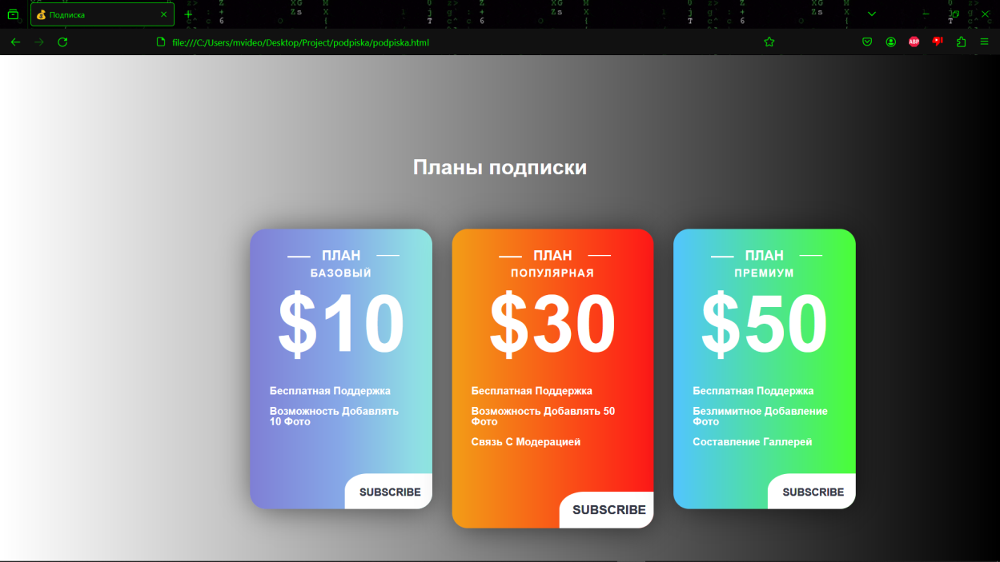 Подписка
file:///C:/Users/mvideo/Desktop/Project/podpiska/podpiska.html
ABP
Планы подписки
ПЛАН
БАЗОВЫЙ
$10
Бесплатная Поддержка
Возможность Добавлять
10 Фото
SUBSCRIBE
ПЛАН
ПОПУЛЯРНАЯ
$30
Бесплатная Поддержка
Возможность Добавлять 50
Фото
Связь С Модерацией
SUBSCRIBE
ПЛАН
ПРЕМИУМ
$50
Бесплатная Поддержка
Безлимитное Добавление
Фото
Составление Галлерей
SUBSCRIBE